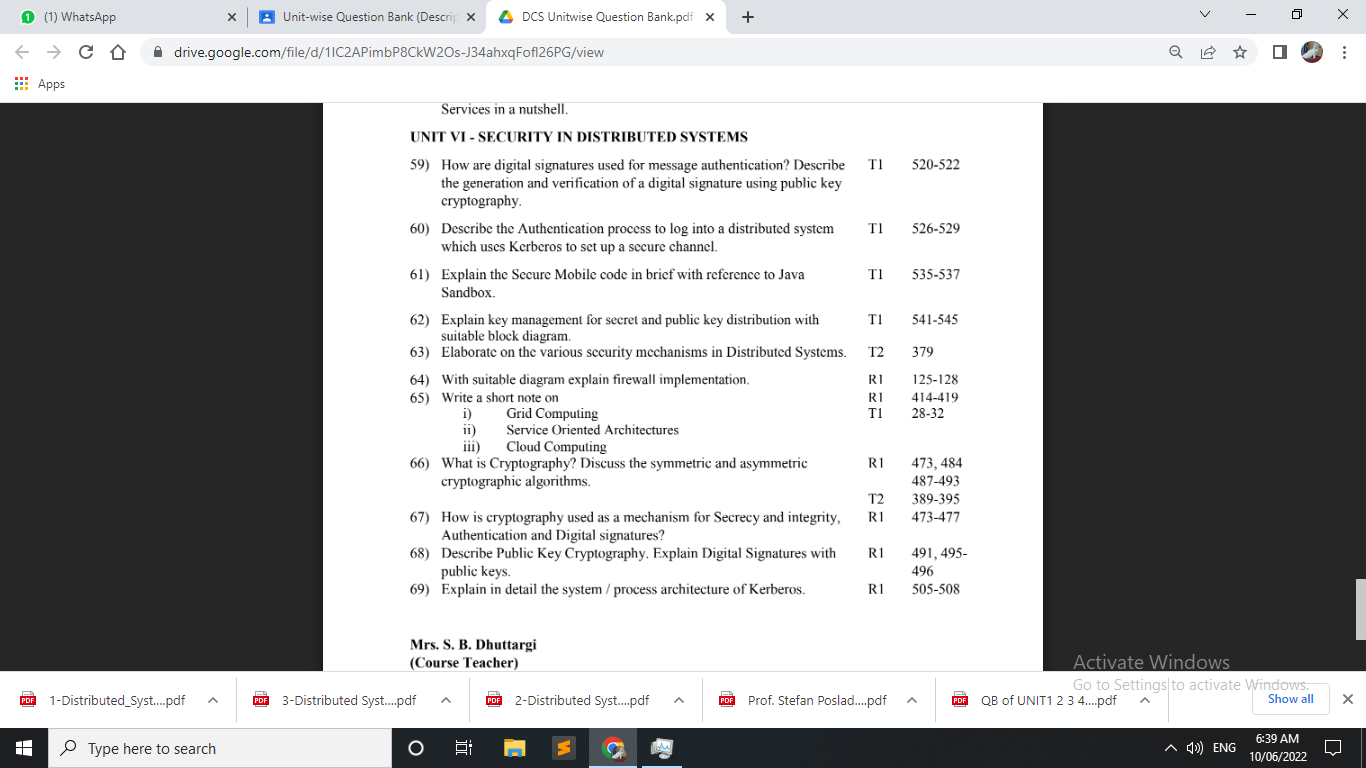 (1) WhatsApp
Unit-wise Question Bank (Descrip
DCS Unitwise Question Bank.pdf
drive.google.com/file/d/1IC2APimbP8CkW2Os-J34ahxqFofl26PG/view
Apps
Services in a nutshell.
UNIT VI - SECURITY IN DISTRIBUTED SYSTEMS
59) How are digital signatures used for message authentication? Describe T1 520-522
the generation and verification of a digital signature using public key
cryptography.
60) Describe the Authentication process to log into a distributed system T1 526-529
which uses Kerberos to set up a secure channel.
61) Explain the Secure Mobile code in brief with reference to Java T1 535-537
Sandbox.
62) Explain key management for secret and public key distribution with T1 541-545
suitable block diagram.
63) Elaborate on the various security mechanisms in Distributed Systems. T2 379
64) With suitable diagram explain firewall implementation. R1 125-128
65) Write a short note on R1 414-419
i) Grid Computing T1 28-32
ii) Service Oriented Architectures
iii) Cloud Computing
66) What is Cryptography? Discuss the symmetric and asymmetric R1 473, 484
cryptographic algorithms. 487-493
T2 389-395
67) How is cryptography used as a mechanism for Secrecy and integrity, R1 473-477
Authentication and Digital signatures?
68) Describe Public Key Cryptography. Explain Digital Signatures with R1 491, 495-
public keys. 496
69) Explain in detail the system / process architecture of Kerberos. R1 505-508
Mrs. S. B. Dhuttargi
(Course Teacher)
Activate Windows
Go to Settings to activate Windows.
1-Distributed_Syst....pdf
3-Distributed Syst....pdf
2-Distributed Syst....pdf
Prof. Stefan Poslad....pdf
QB of UNIT1 2 3 4....pdf
Show all
Type here to search
ENG
6:39 AM
10/06/2022